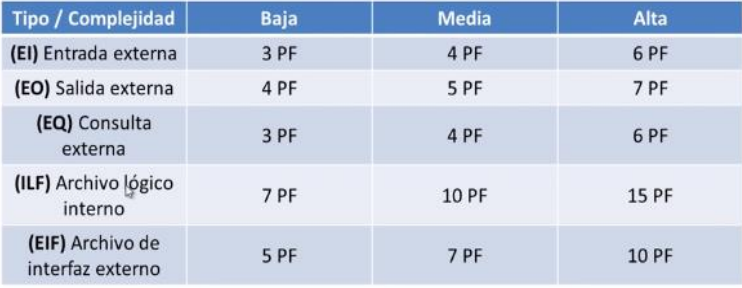 Tipo / Complejidad Baja Media Alta
(EI) Entrada externa 3 PF 4 PF 6 PF
(EO) Salida externa 4 PF 5 PF 7 PF
(EQ) Consulta
externa 3 PF 4 PF 6 PF
(ILF) Archivo lógico
interno 7 PF 10 PF 15 PF
(EIF) Archivo de
interfaz externo 5 PF 7 PF 10 PF